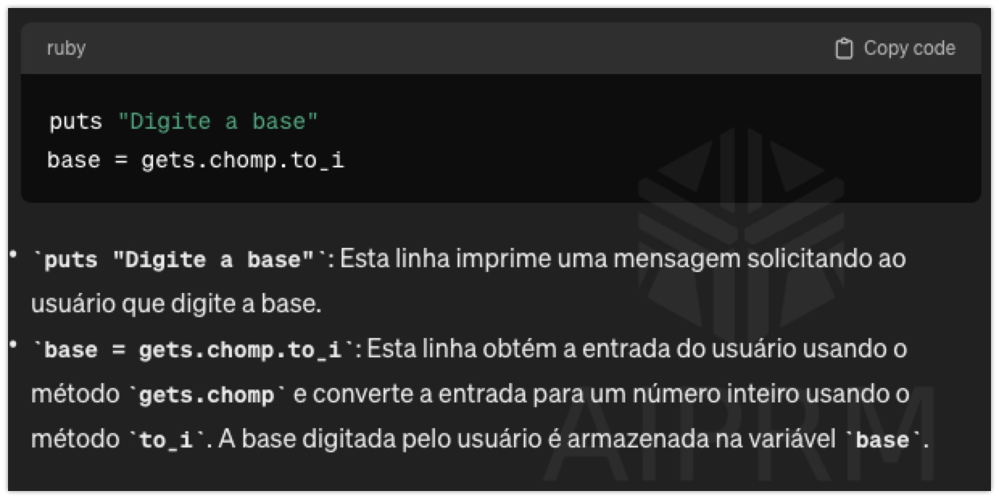 ruby
Copy code
puts "Digite a base"
base = gets.chomp.to_i
• `puts "Digite a base"`: Esta linha imprime uma mensagem solicitando ao
usuário que digite a base.
• `base = gets.chomp.to_i`: Esta linha obtém a entrada do usuário usando o
método `gets.chomp` e converte a entrada para um número inteiro usando o
método `to_i`. A base digitada pelo usuário é armazenada na variável `base`.
AIPRM